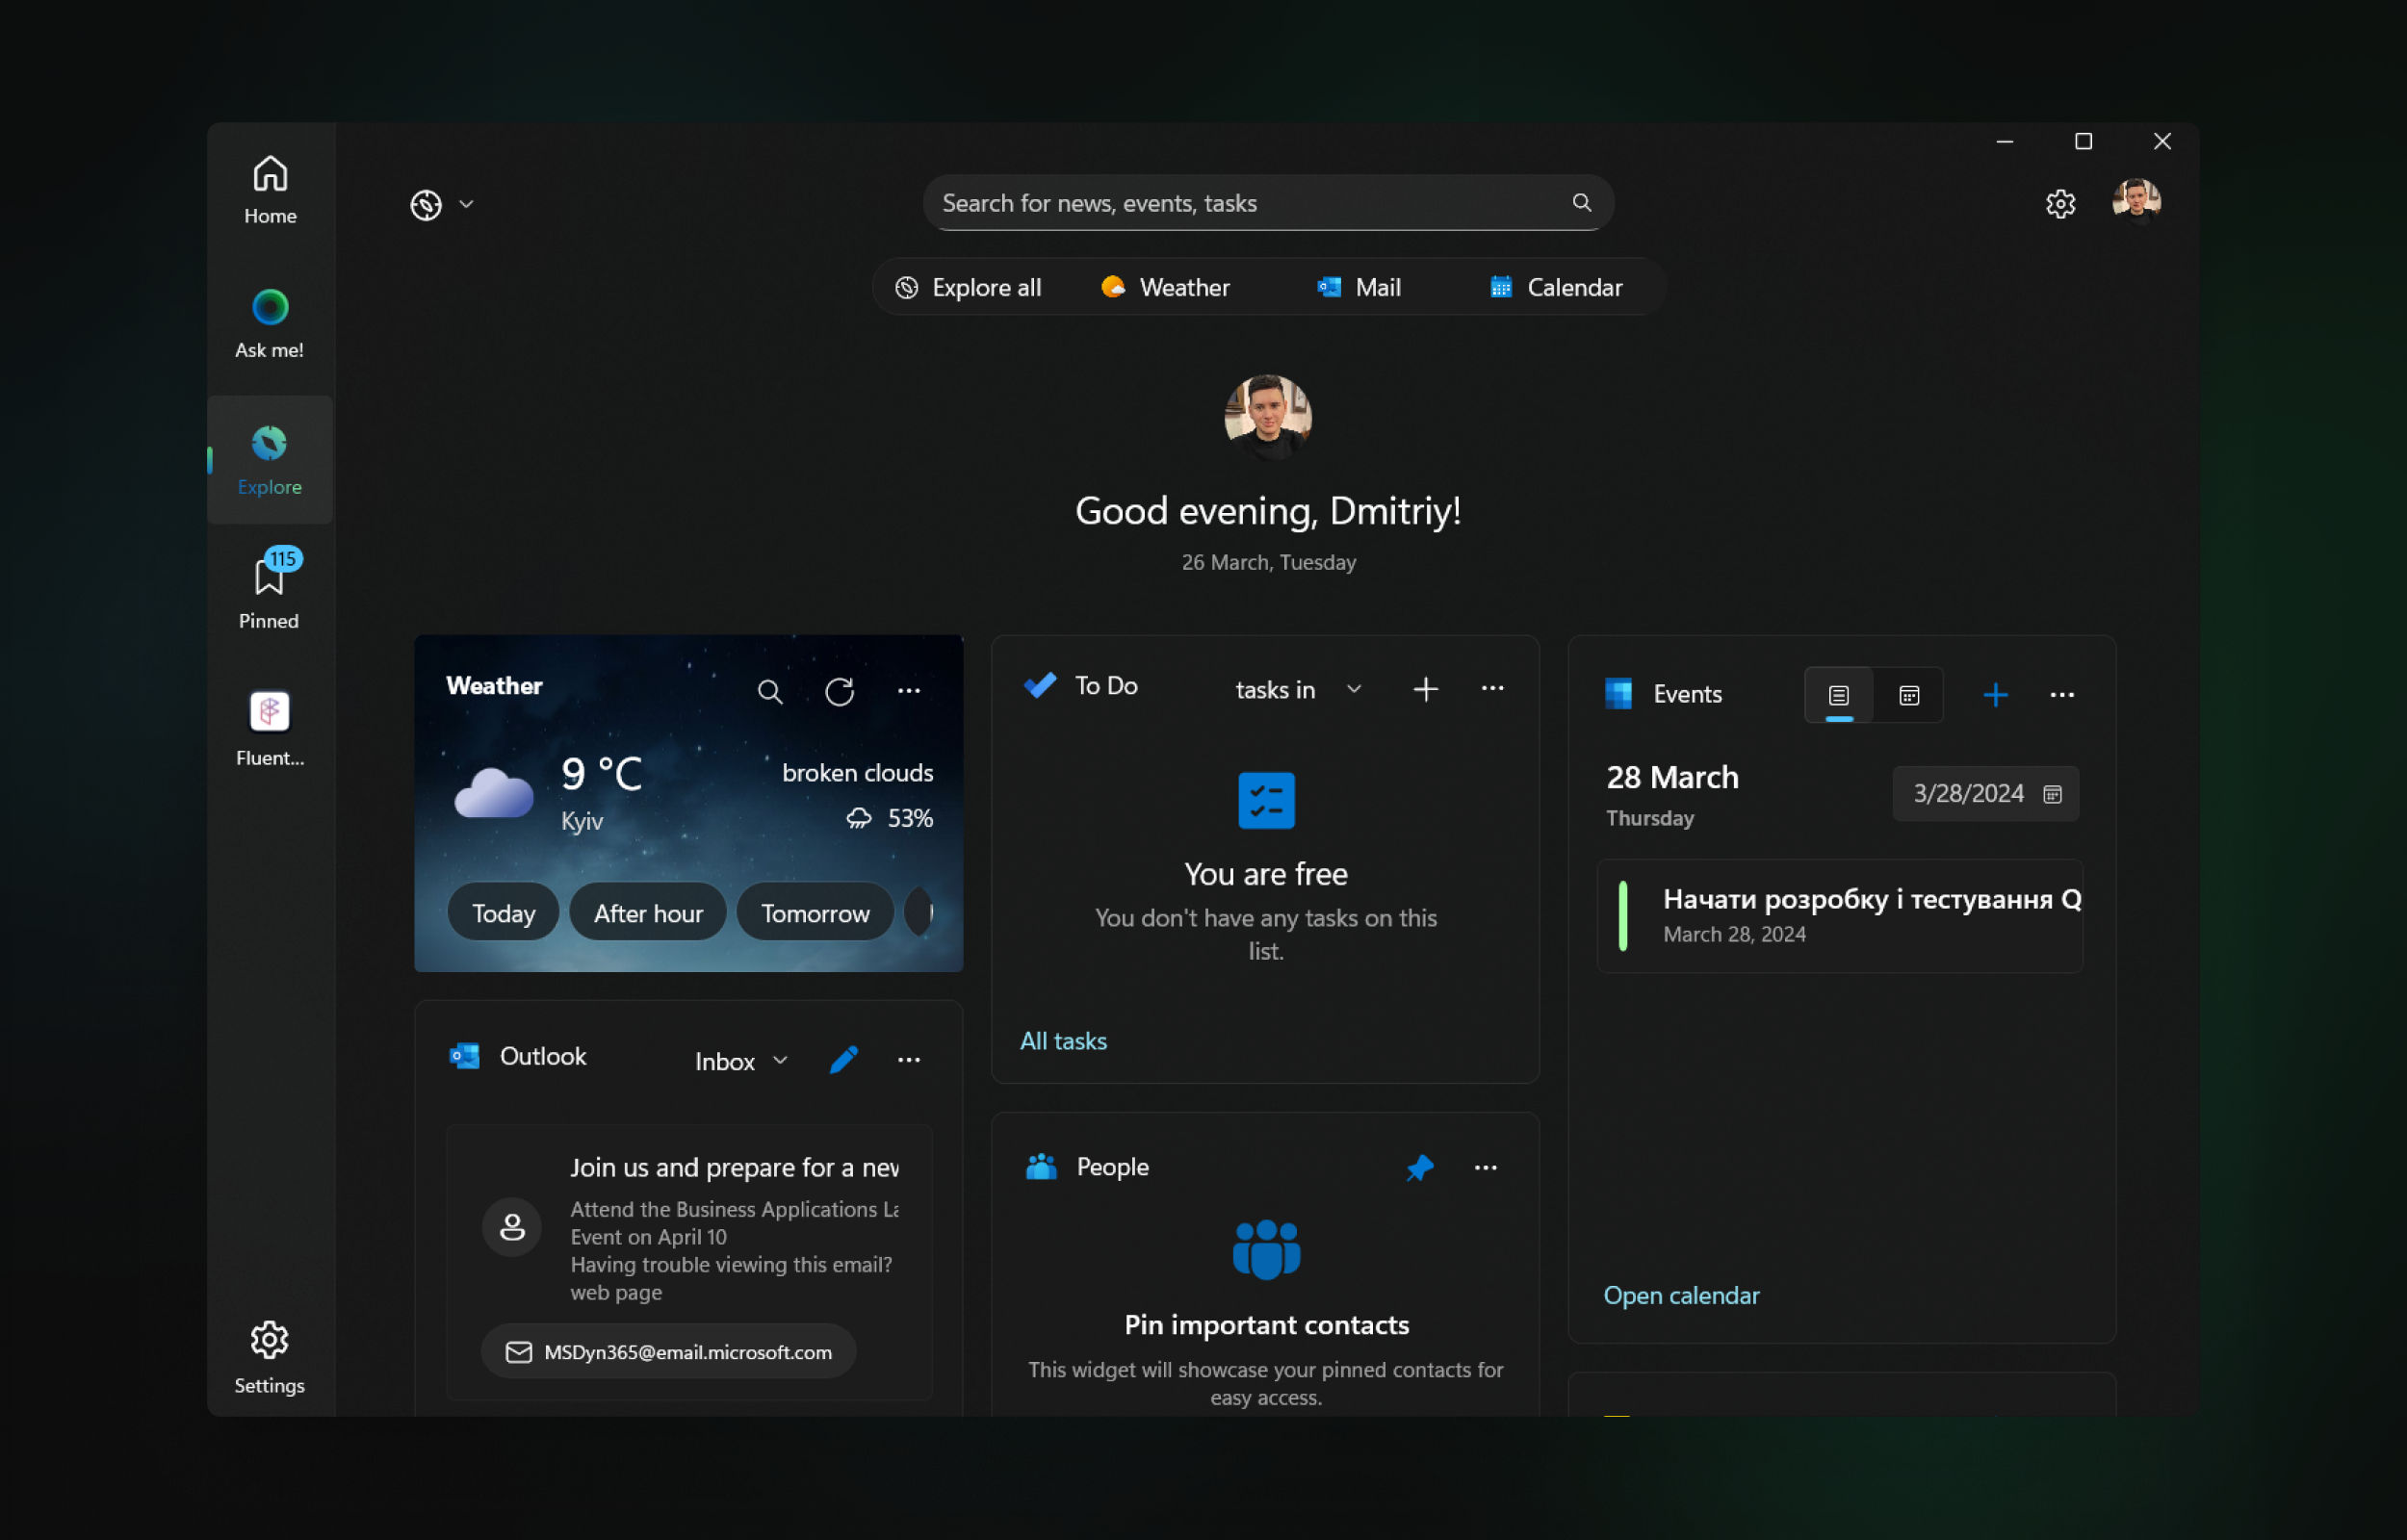 Home
Ask me!
Explore
115
Pinned
Fluent...
Settings
Search for news, events, tasks
Explore all
Weather
Mail
Calendar
Good evening, Dmitriy!
26 March, Tuesday
Weather
9 °C
Kyiv
broken clouds
53%
Today
After hour
Tomorrow
Outlook
Inbox
Join us and prepare for a new
Attend the Business Applications La
Event on April 10
Having trouble viewing this email?
web page
MSDyn365@email.microsoft.com
To Do
tasks in
You are free
You don't have any tasks on this
list.
All tasks
People
Pin important contacts
This widget will showcase your pinned contacts for
easy access.
Events
28 March
Thursday
3/28/2024
Начати розробку і тестування Q
March 28, 2024
Open calendar